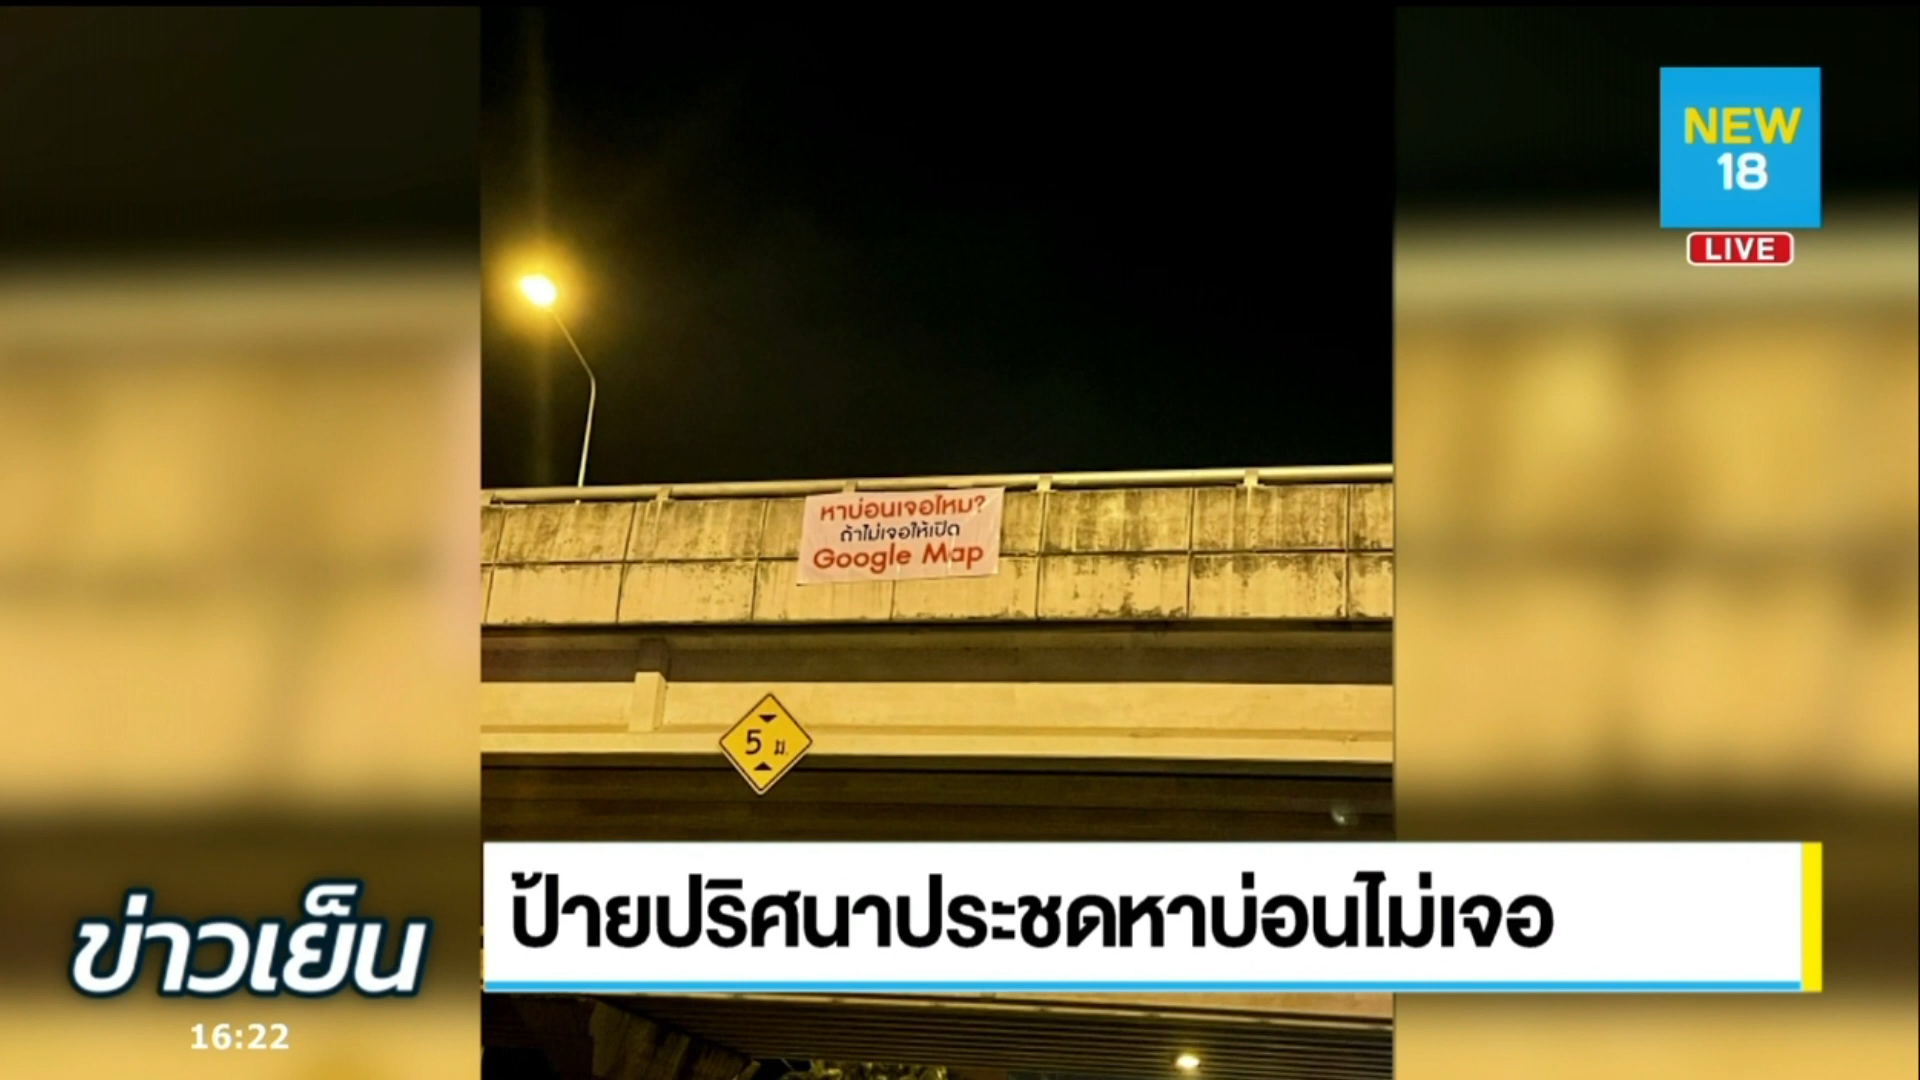 NEW
18
LIVE
หาบ่อนเจอไหม?
ถ้าไม่เจอให้เปิด
Google Map
5 ม.
ป้ายปริศนาประชดหาบ่อนไม่เจอ
ข่าวเย็น
16:22